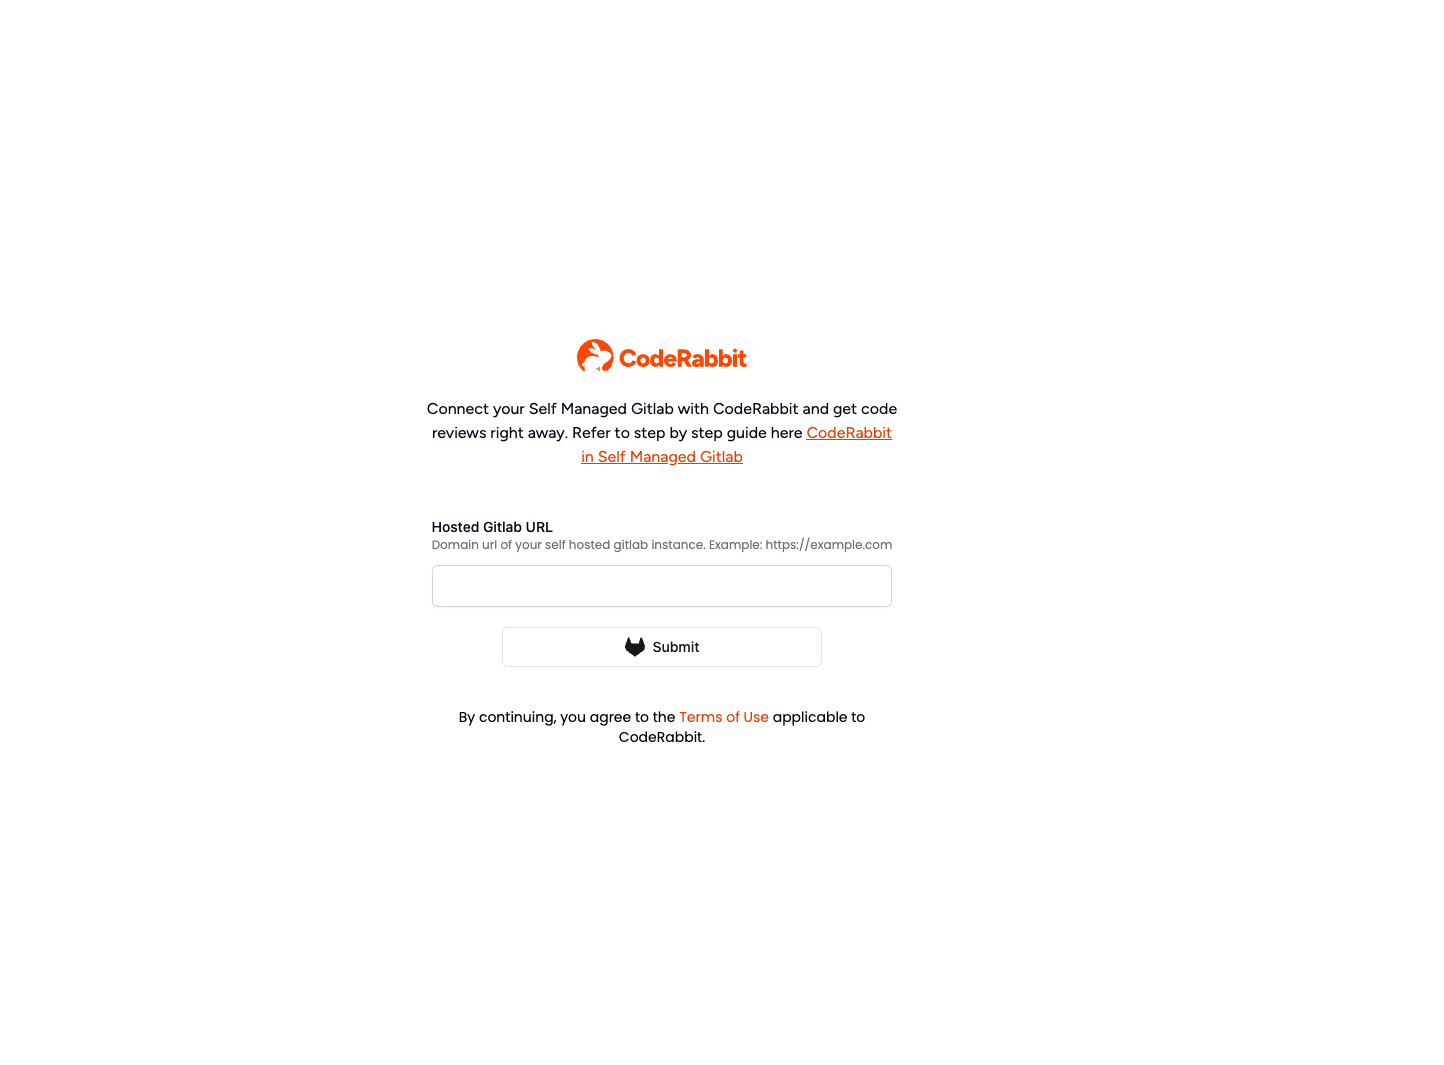 CodeRabbit
Connect your Self Managed Gitlab with CodeRabbit and get code
reviews right away. Refer to step by step guide here CodeRabbit
in Self Managed Gitlab
Hosted Gitlab URL
Domain url of your self hosted gitlab instance. Example: https://example.com
Submit
By continuing, you agree to the Terms of Use applicable to
CodeRabbit.